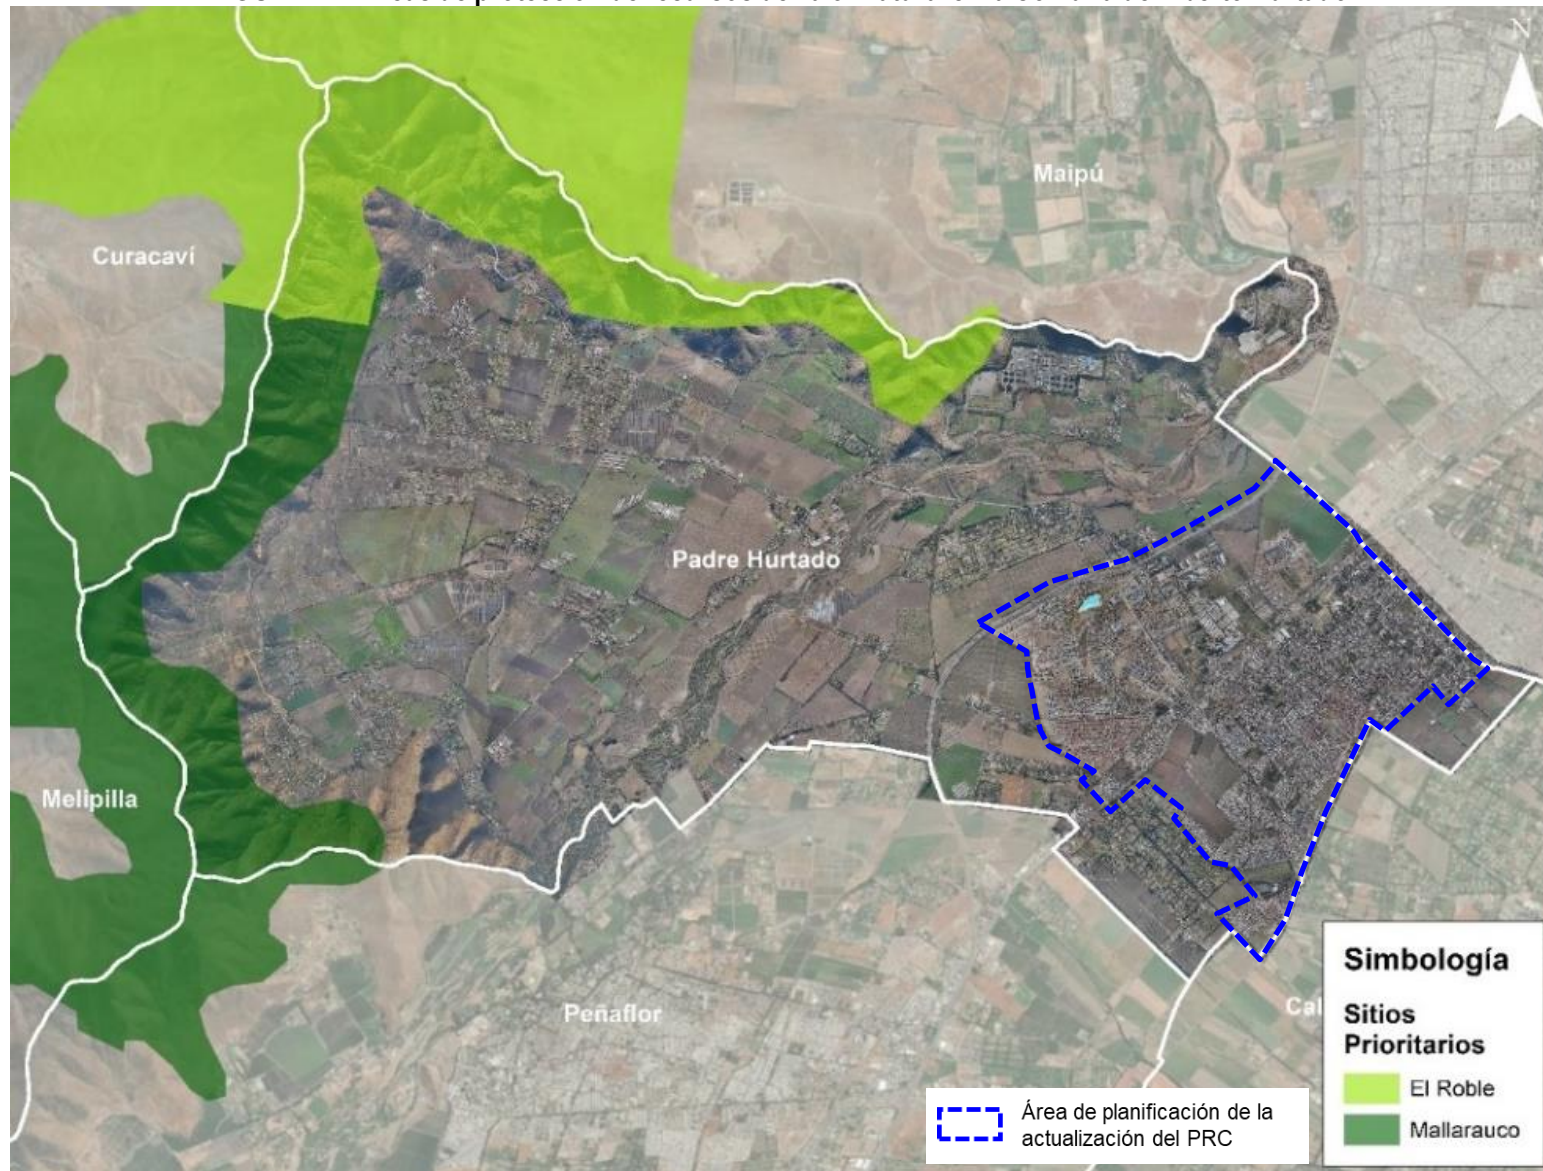 N
Maipú
Curacaví
Padre Hurtado
Melipilla
Peñaflor
Cal
Simbología
Sitios
Prioritarios
El Roble
Mallarauco
Área de planificación de la
actualización del PRC